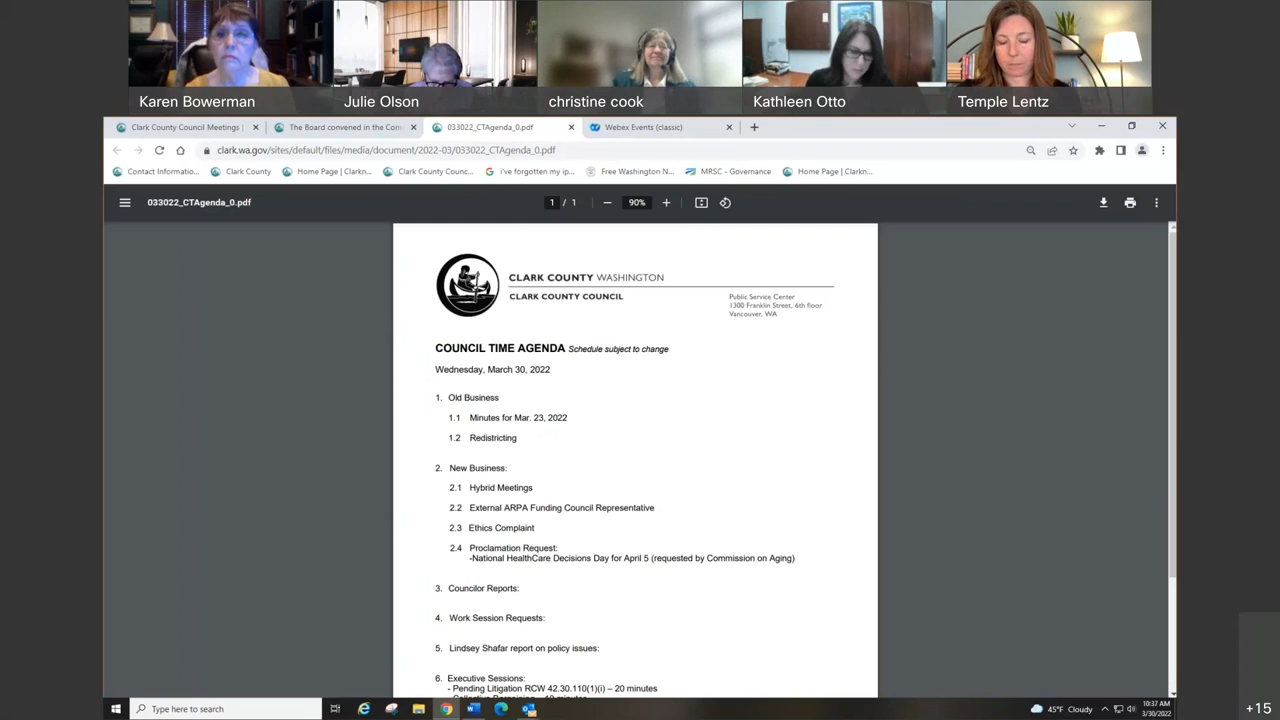 Karen Bowerman
Julie Olson
christine cook
Kathleen Otto
Temple Lentz
Clark County Council Meetings |
The Board convened in the Com
033022_CTAgenda_0.pdf
Webex Events (classic)
clark.wa.gov/sites/default/files/media/document/2022-03/033022_CTAgenda_0.pdf
Contact Informatio...
Clark County
Home Page | Clarkn...
Clark County Counc...
i've forgotten my ip...
Free Washington N...
MRSC - Governance
Home Page | Clarkn...
033022_CTAgenda_0.pdf
1 / 1
90%
CLARK COUNTY WASHINGTON
CLARK COUNTY COUNCIL
Public Service Center
1300 Franklin Street, 6th floor
Vancouver, WA
COUNCIL TIME AGENDA Schedule subject to change
Wednesday, March 30, 2022
1. Old Business
1.1 Minutes for Mar. 23, 2022
1.2 Redistricting
2. New Business:
2.1 Hybrid Meetings
2.2 External ARPA Funding Council Representative
2.3 Ethics Complaint
2.4 Proclamation Request:
-National HealthCare Decisions Day for April 5 (requested by Commission on Aging)
3. Councilor Reports:
4. Work Session Requests:
5. Lindsey Shafar report on policy issues:
6. Executive Sessions:
- Pending Litigation RCW 42.30.110(1)(i) – 20 minutes
Type here to search
45°F Cloudy
10:37 AM
3/30/2022
+15